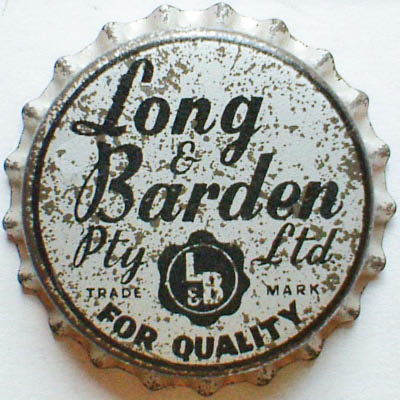 Long
&
Barden
Pty Ltd
L&B
TRADE MARK
FOR QUALITY